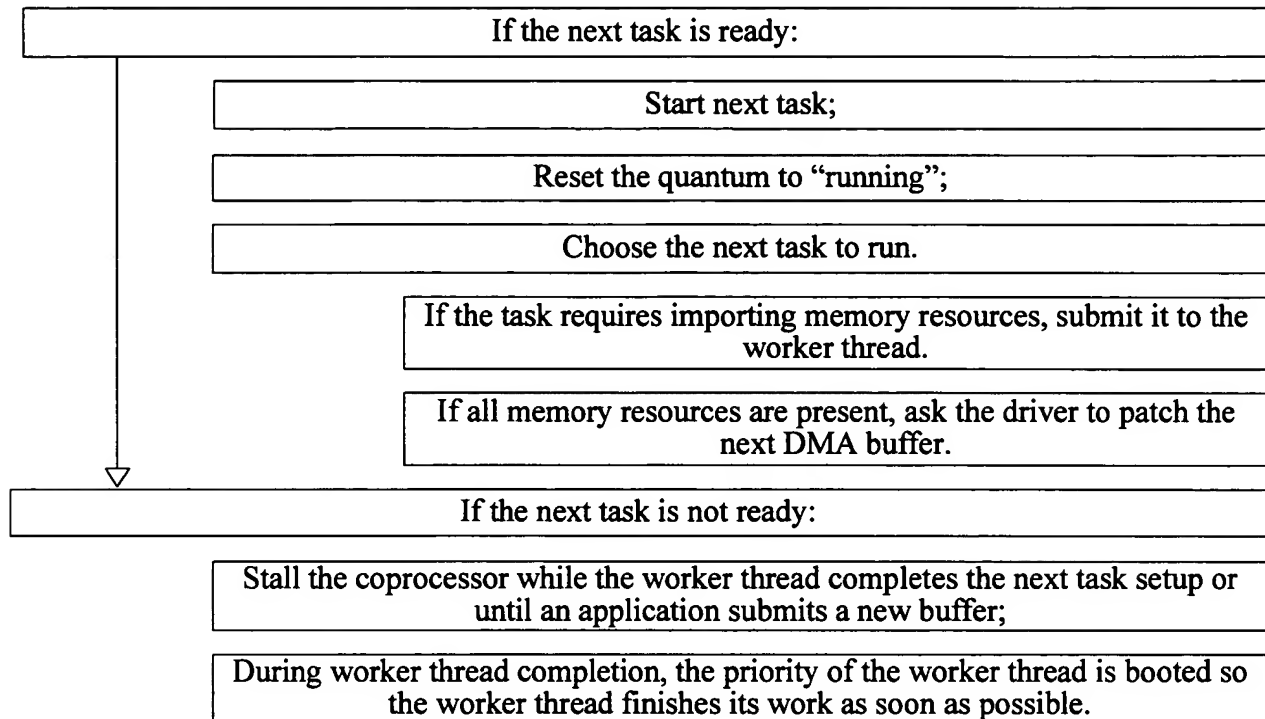 If the next task is ready:
Start next task;
Reset the quantum to “running”;
Choose the next task to run.
If the task requires importing memory resources, submit it to the
worker thread.
If all memory resources are present, ask the driver to patch the
next DMA buffer.
If the next task is not ready:
Stall the coprocessor while the worker thread completes the next task setup or
until an application submits a new buffer;
During worker thread completion, the priority of the worker thread is booted so
the worker thread finishes its work as soon as possible.